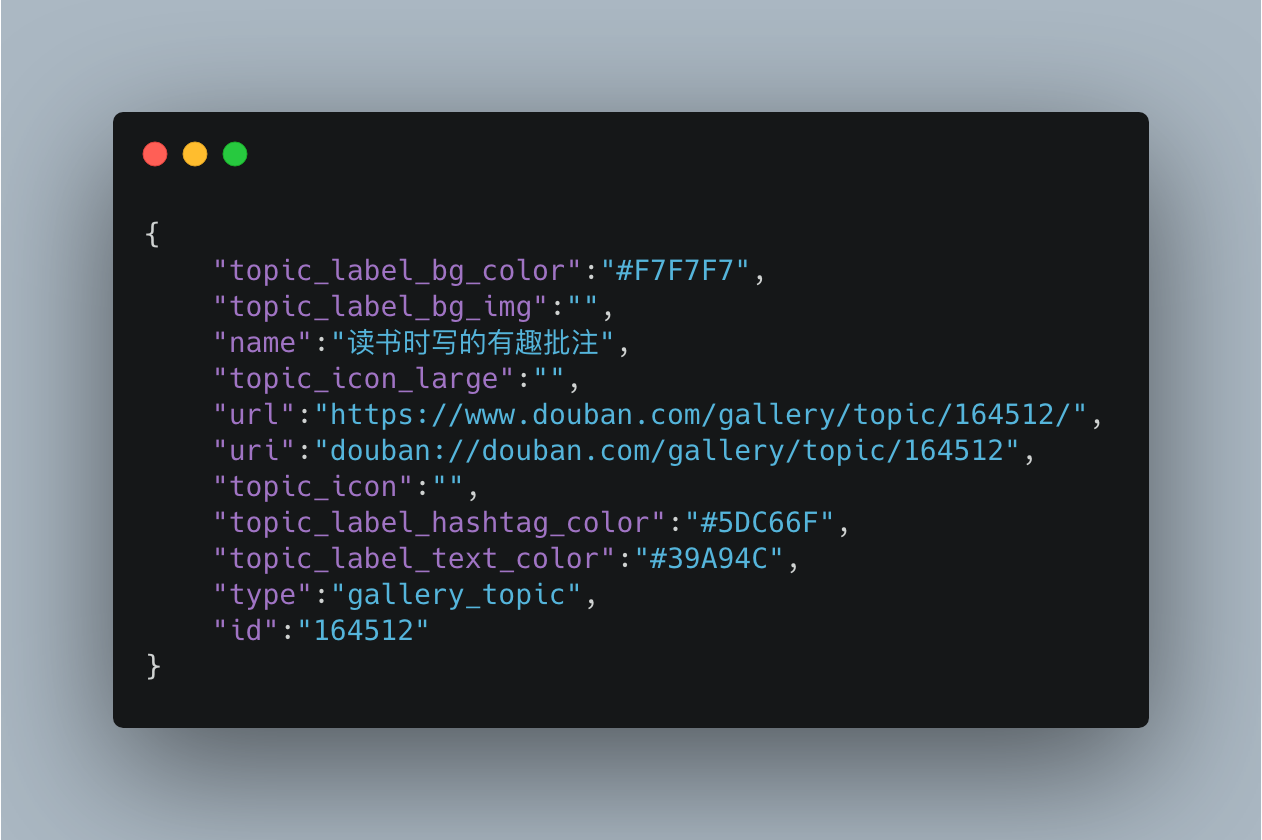 {
    "topic_label_bg_color":"#F7F7F7",
    "topic_label_bg_img":"",
    "name":"读书时写的有趣批注",
    "topic_icon_large":"",
    "url":"https://www.douban.com/gallery/topic/164512/",
    "uri":"douban://douban.com/gallery/topic/164512",
    "topic_icon":"",
    "topic_label_hashtag_color":"#5DC66F",
    "topic_label_text_color":"#39A94C",
    "type":"gallery_topic",
    "id":"164512"
}